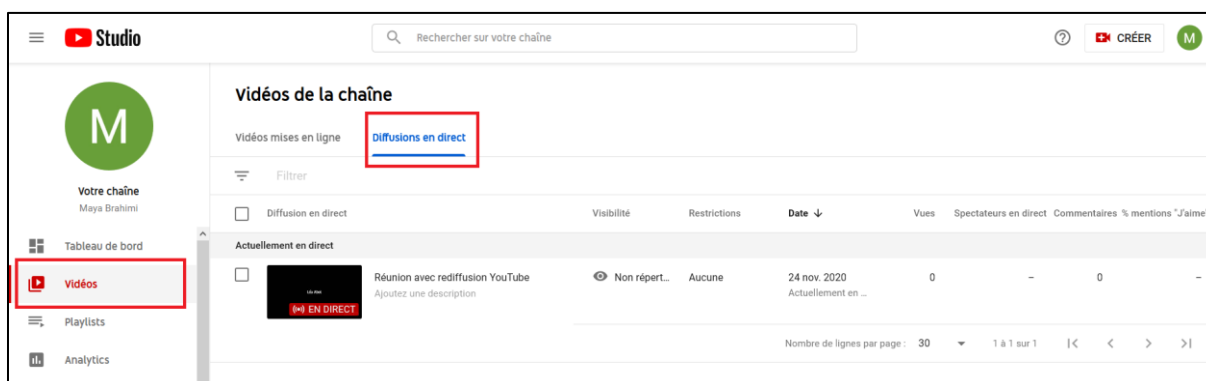 Studio
Rechercher sur votre chaîne
CRÉER
M
M
Votre chaîne
Maya Brahimi
Tableau de bord
Vidéos
Playlists
Analytics
Vidéos de la chaîne
Vidéos mises en ligne
Diffusions en direct
Filtrer
Diffusion en direct Visibilité Restrictions Date Vues Spectateurs en direct Commentaires % mentions "J'aime"
Actuellement en direct
Réunion avec rediffusion YouTube Non répert... Aucune 24 nov. 2020 0 – 0 –
Ajoutez une description Actuellement en ...
EN DIRECT
Nombre de lignes par page : 30 1 à 1 sur 1